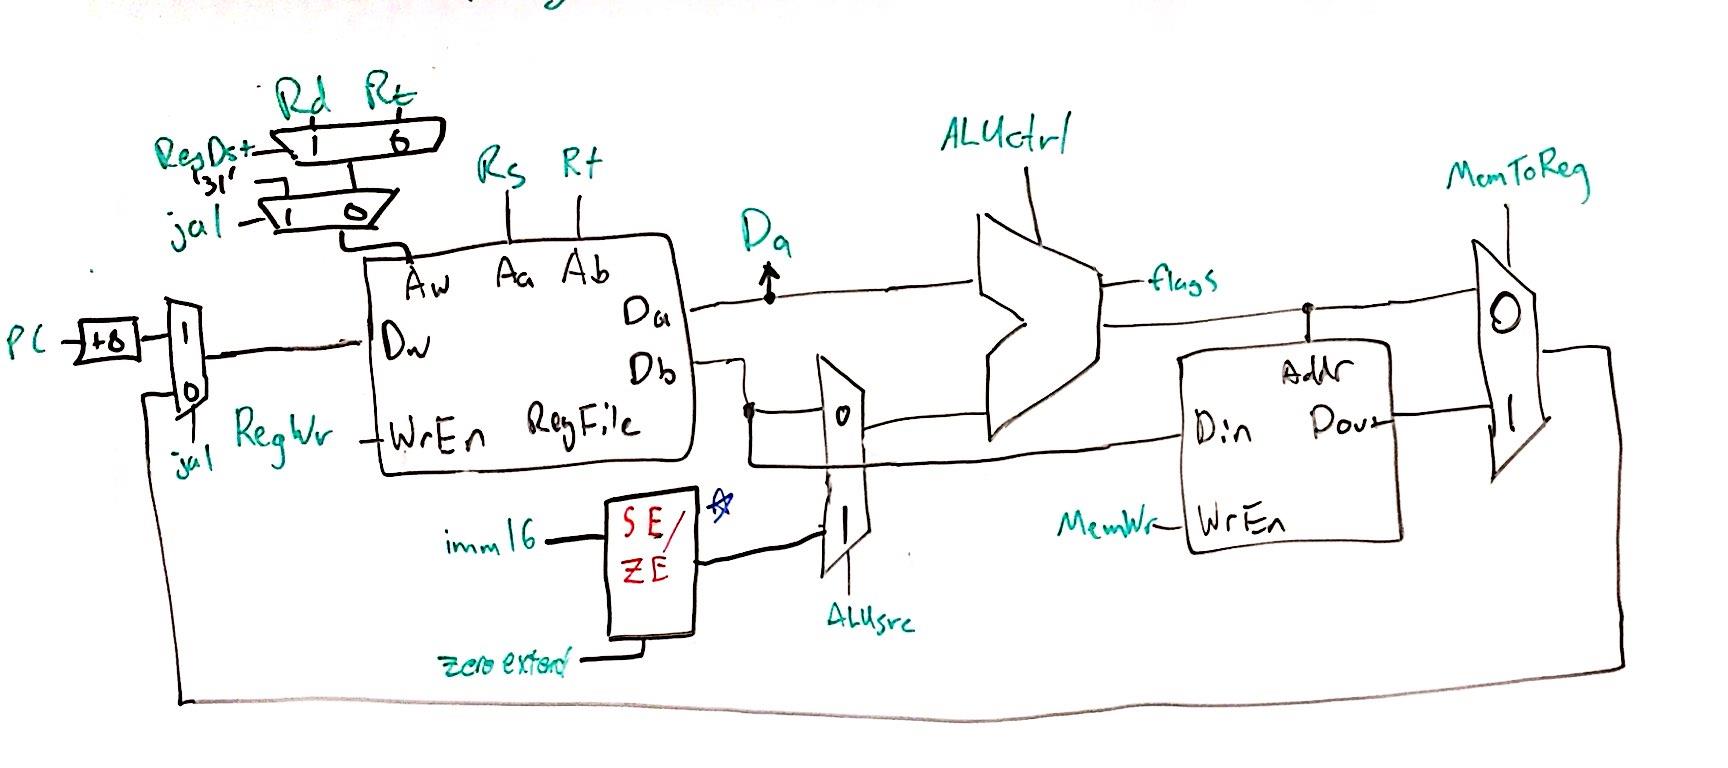 Rd Rt
RegDst
1 0
'31'
jal
1 0
Rs Rt
Aw Aa Ab
Da
Db
Dw
WrEn RegFile
PC +8
1
0
jal
RegWr
Da
ALUctrl
flags
MemToReg
0
1
0
1
ALUsrc
imm16
SE/
ZE
zero extend
Addr
Din Dout
WrEn
MemWr